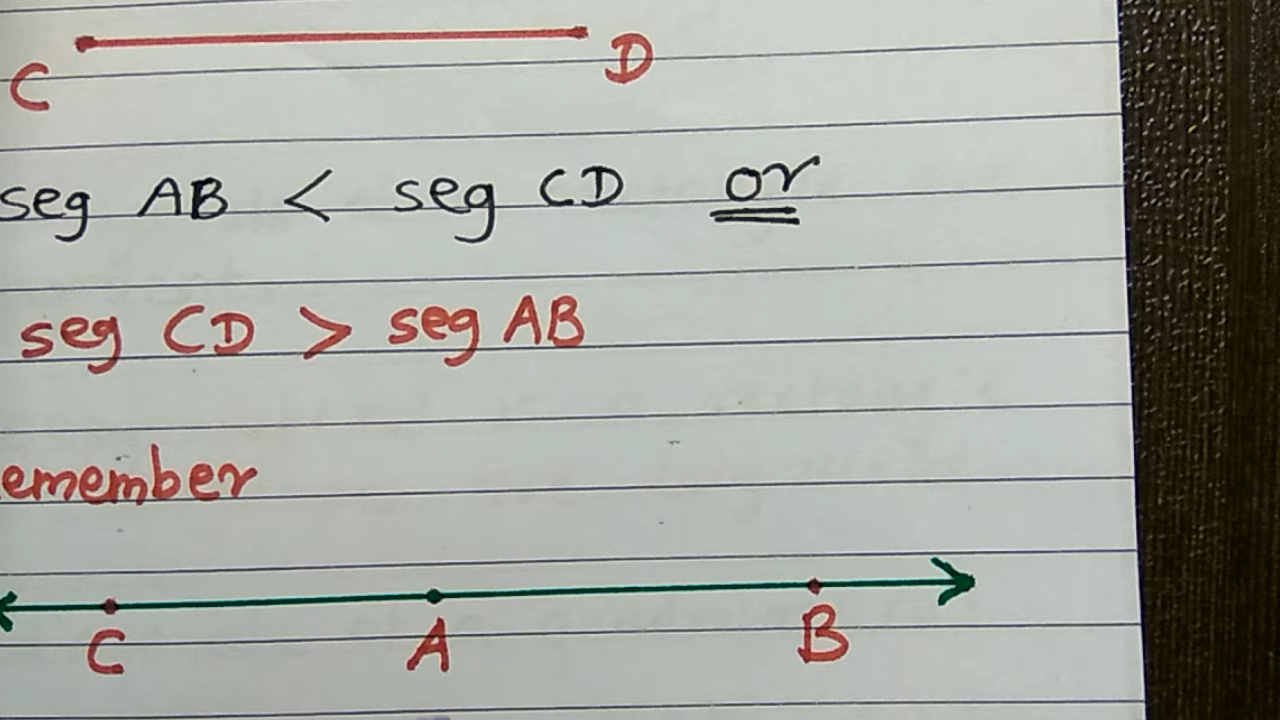 C D
seg AB < seg CD or
seg CD > seg AB
emember
C A B